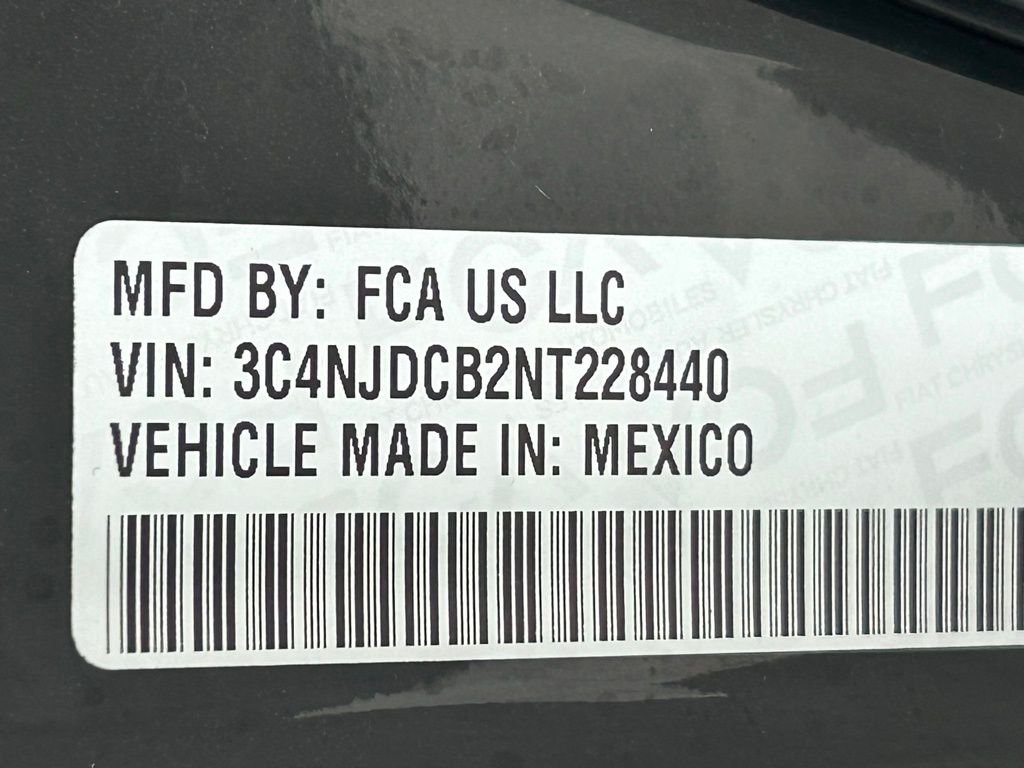 MFD BY: FCA US LLC
VIN: 3C4NJDCB2NT228440
VEHICLE MADE IN: MEXICO